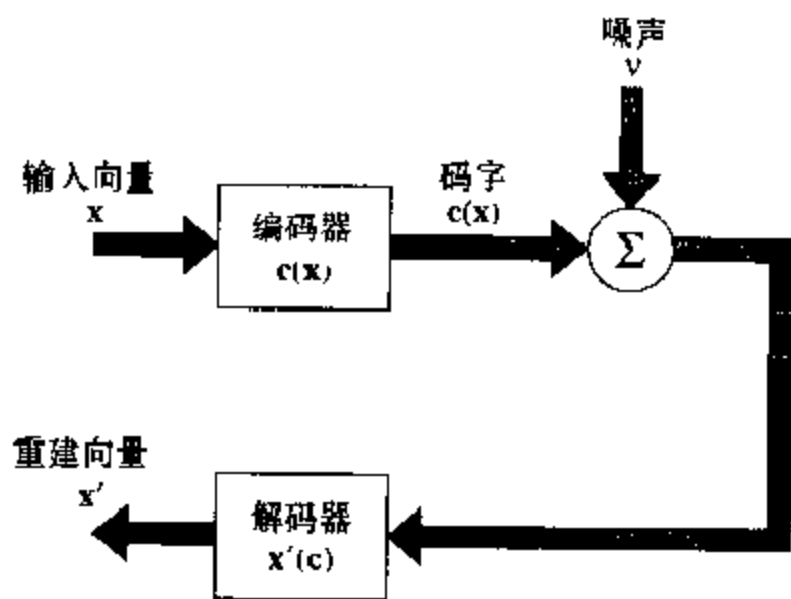 噪声
ν
输入向量
x
编码器
c(x)
码字
c(x)
Σ
重建向量
x′
解码器
x′(c)